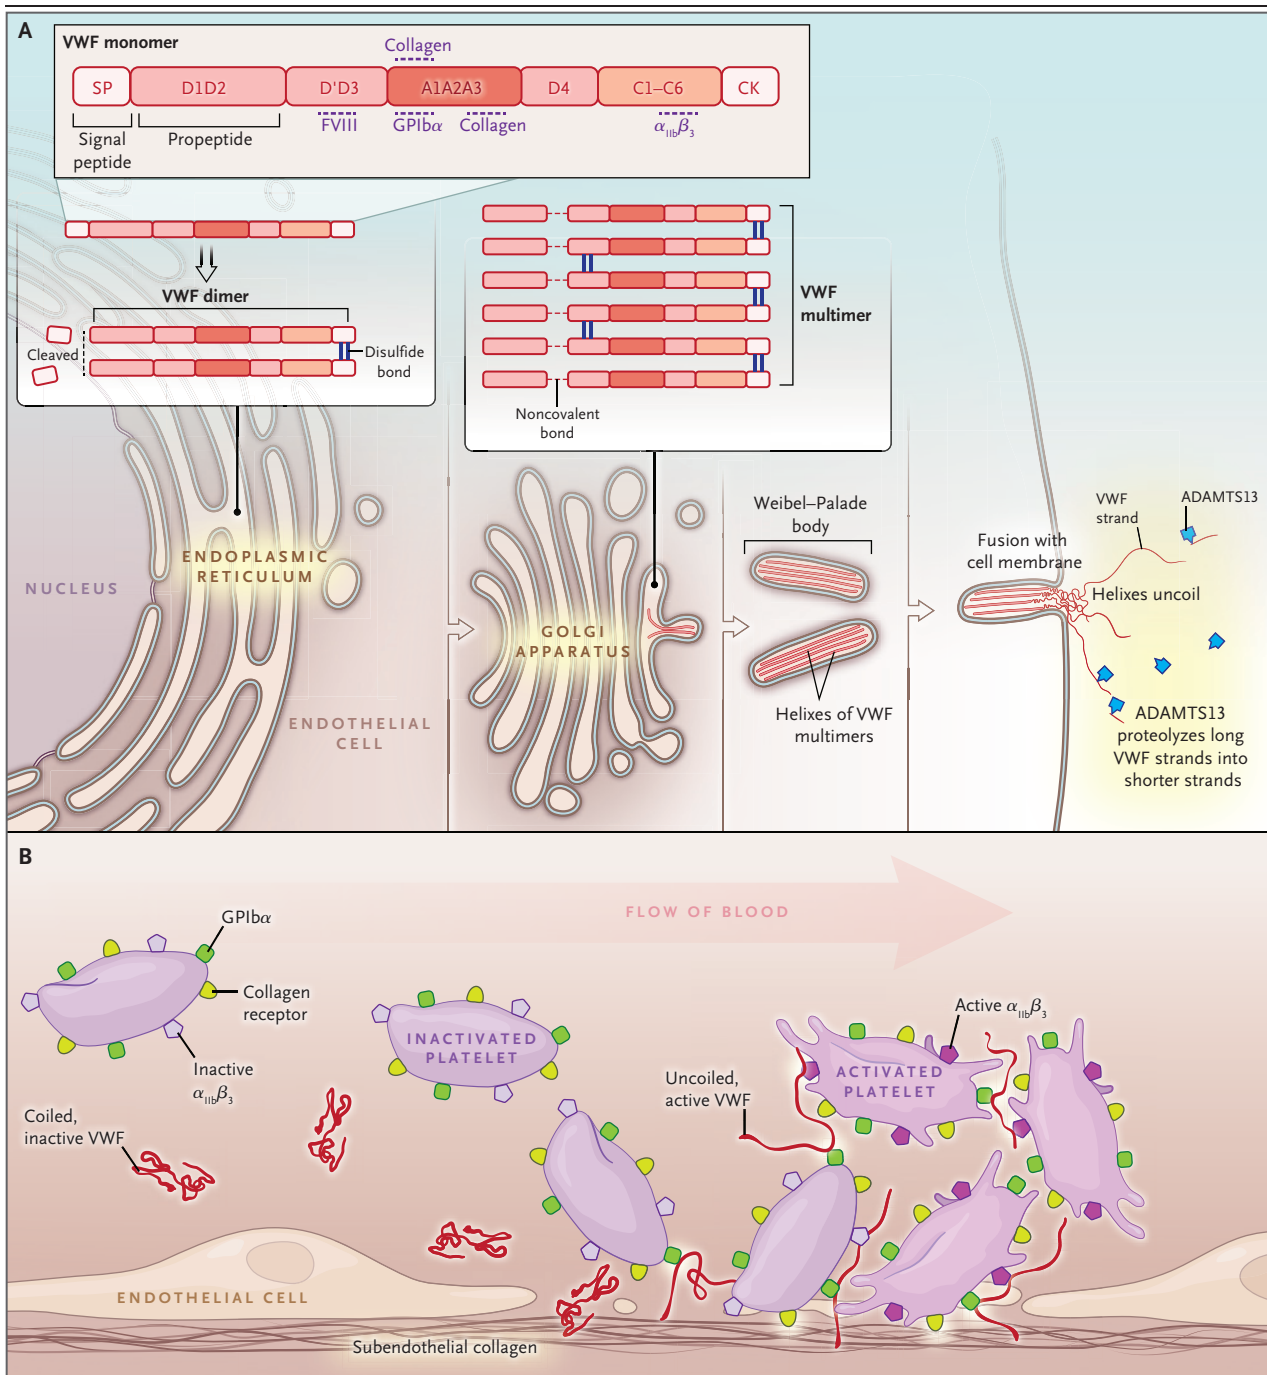 A
VWF monomer
Collagen
SP
D1D2
D'D3
A1A2A3
D4
C1–C6
CK
FVIII
GPIbα
Collagen
αIIbβ3
Signal
peptide
Propeptide
VWF dimer
Cleaved
Disulfide
bond
VWF
multimer
Noncovalent
bond
NUCLEUS
ENDOPLASMIC
RETICULUM
ENDOTHELIAL
CELL
GOLGI
APPARATUS
Weibel–Palade
body
Helixes of VWF
multimers
Fusion with
cell membrane
VWF
strand
ADAMTS13
Helixes uncoil
ADAMTS13
proteolyzes long
VWF strands into
shorter strands
B
FLOW OF BLOOD
GPIbα
Collagen
receptor
Inactive
αIIbβ3
Coiled,
inactive VWF
INACTIVATED
PLATELET
Uncoiled,
active VWF
Active αIIbβ3
ACTIVATED
PLATELET
ENDOTHELIAL CELL
Subendothelial collagen